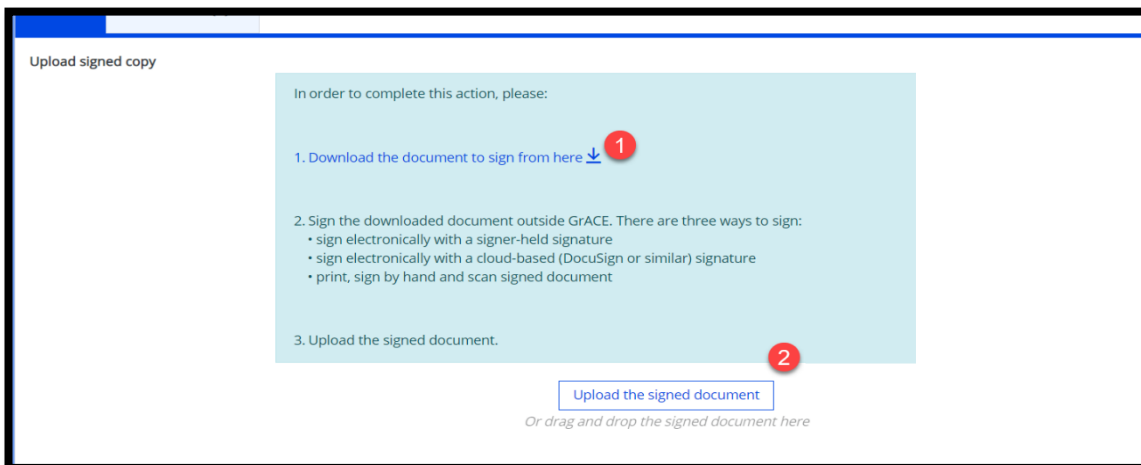 Upload signed copy
In order to complete this action, please:
1. Download the document to sign from here
1
2. Sign the downloaded document outside GrACE. There are three ways to sign:
• sign electronically with a signer-held signature
• sign electronically with a cloud-based (DocuSign or similar) signature
• print, sign by hand and scan signed document
3. Upload the signed document.
2
Upload the signed document
Or drag and drop the signed document here